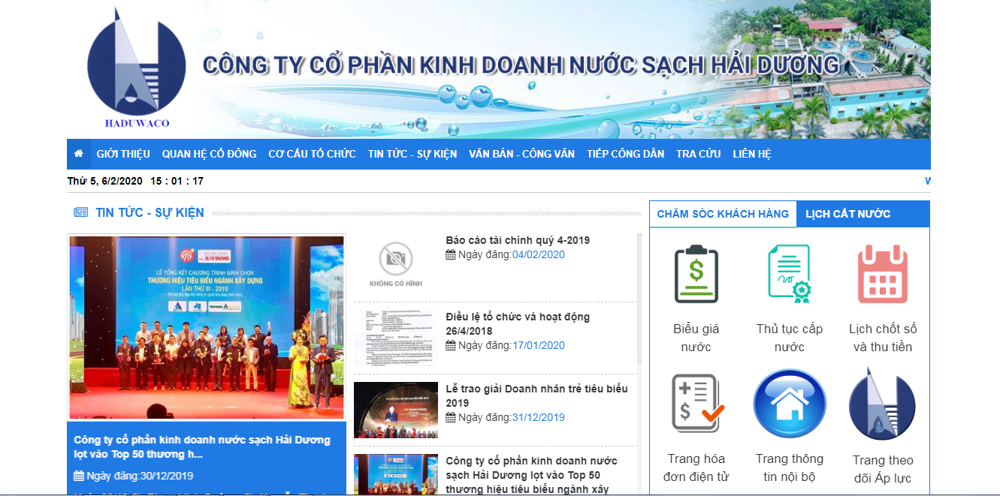 HADUWACO
CÔNG TY CỔ PHẦN KINH DOANH NƯỚC SẠCH HẢI DƯƠNG
GIỚI THIỆU QUAN HỆ CỔ ĐÔNG CƠ CẤU TỔ CHỨC TIN TỨC - SỰ KIỆN VĂN BẢN - CÔNG VĂN TIẾP CÔNG DÂN TRA CỨU LIÊN HỆ
Thứ 5, 6/2/2020 15 : 01 : 17
TIN TỨC - SỰ KIỆN
XÂY DỰNG
LỄ TỔNG KẾT CHƯƠNG TRÌNH BÌNH CHỌN
THƯƠNG HIỆU TIÊU BIỂU NGÀNH XÂY DỰNG
LẦN THỨ III - 2019
Công ty cổ phần kinh doanh nước sạch Hải Dương
lọt vào Top 50 thương h...
Ngày đăng:30/12/2019
KHÔNG CÓ HÌNH
Báo cáo tài chính quý 4-2019
Ngày đăng:04/02/2020
Điều lệ tổ chức và hoạt động
26/4/2018
Ngày đăng:17/01/2020
Lễ trao giải Doanh nhân trẻ tiêu biểu
2019
Ngày đăng:31/12/2019
Công ty cổ phần kinh doanh nước
sạch Hải Dương lọt vào Top 50
thương hiệu tiêu biểu ngành xây
CHĂM SÓC KHÁCH HÀNG LỊCH CẮT NƯỚC
Biểu giá
nước
Thủ tục cấp
nước
Lịch chốt số
và thu tiền
Trang hóa
đơn điện tử
Trang thông
tin nội bộ
Trang theo
dõi Áp lực